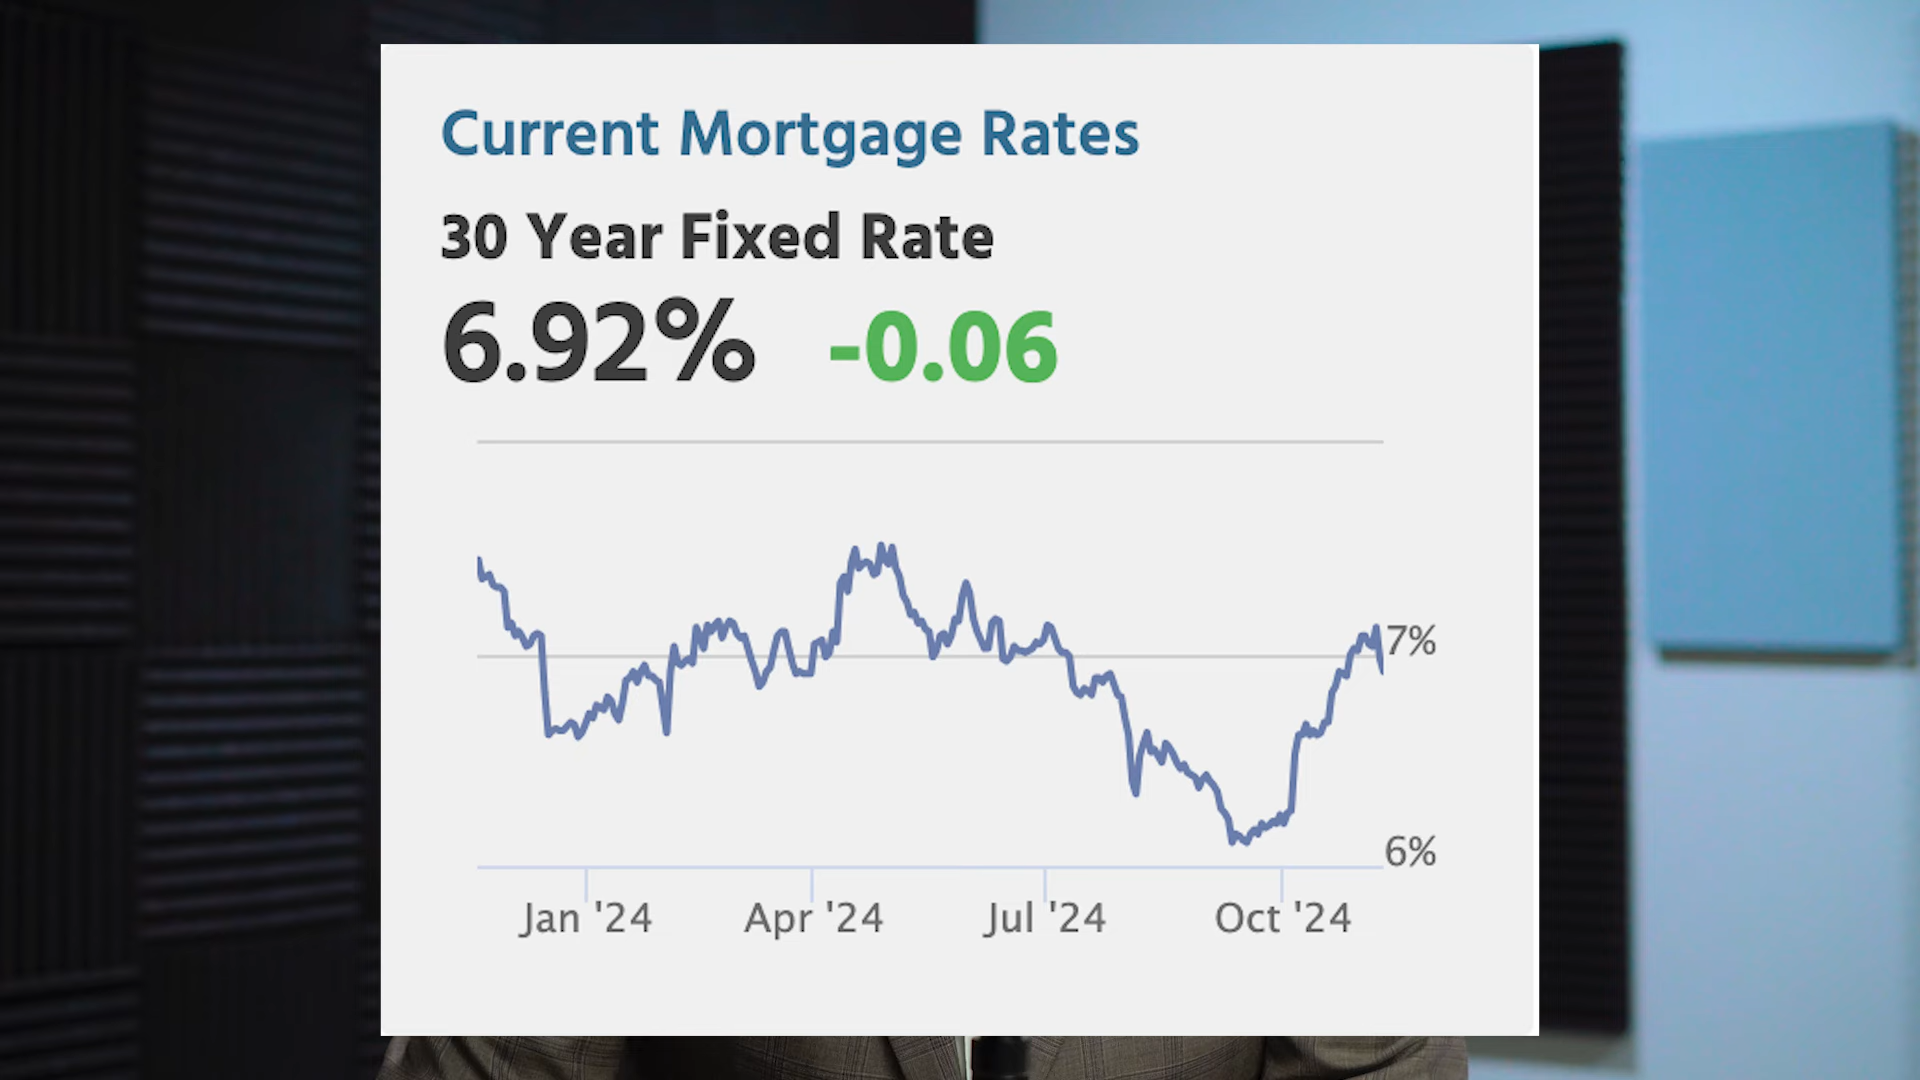 Current Mortgage Rates
30 Year Fixed Rate
6.92% -0.06
7%
6%
Jan '24 Apr '24 Jul '24 Oct '24